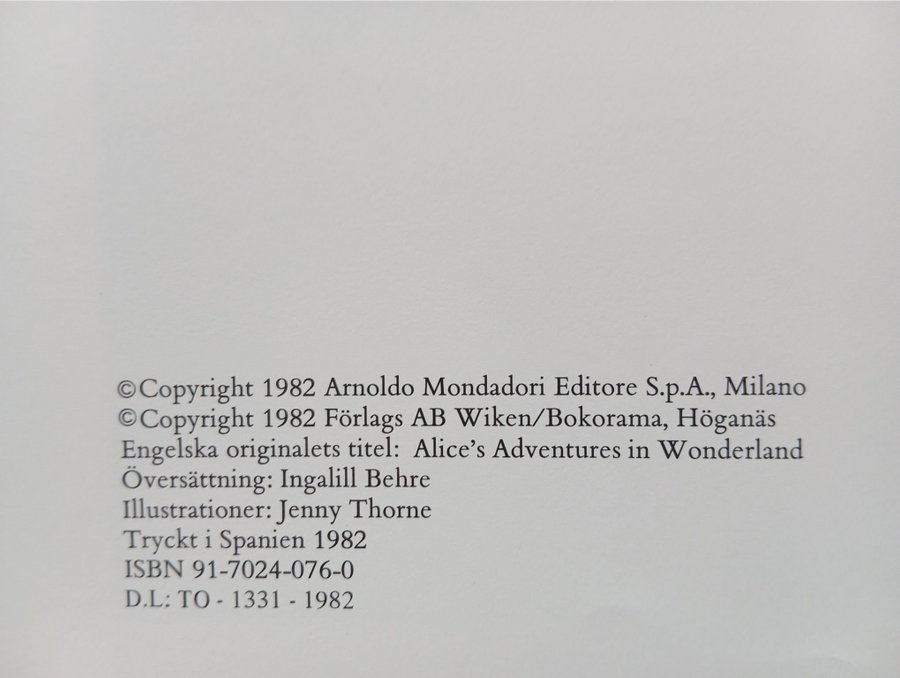 ©Copyright 1982 Arnoldo Mondadori Editore S.p.A., Milano
©Copyright 1982 Förlags AB Wiken/Bokorama, Höganäs
Engelska originalets titel: Alice's Adventures in Wonderland
Översättning: Ingalill Behre
Illustrationer: Jenny Thorne
Tryckt i Spanien 1982
ISBN 91-7024-076-0
D.L: TO - 1331 - 1982